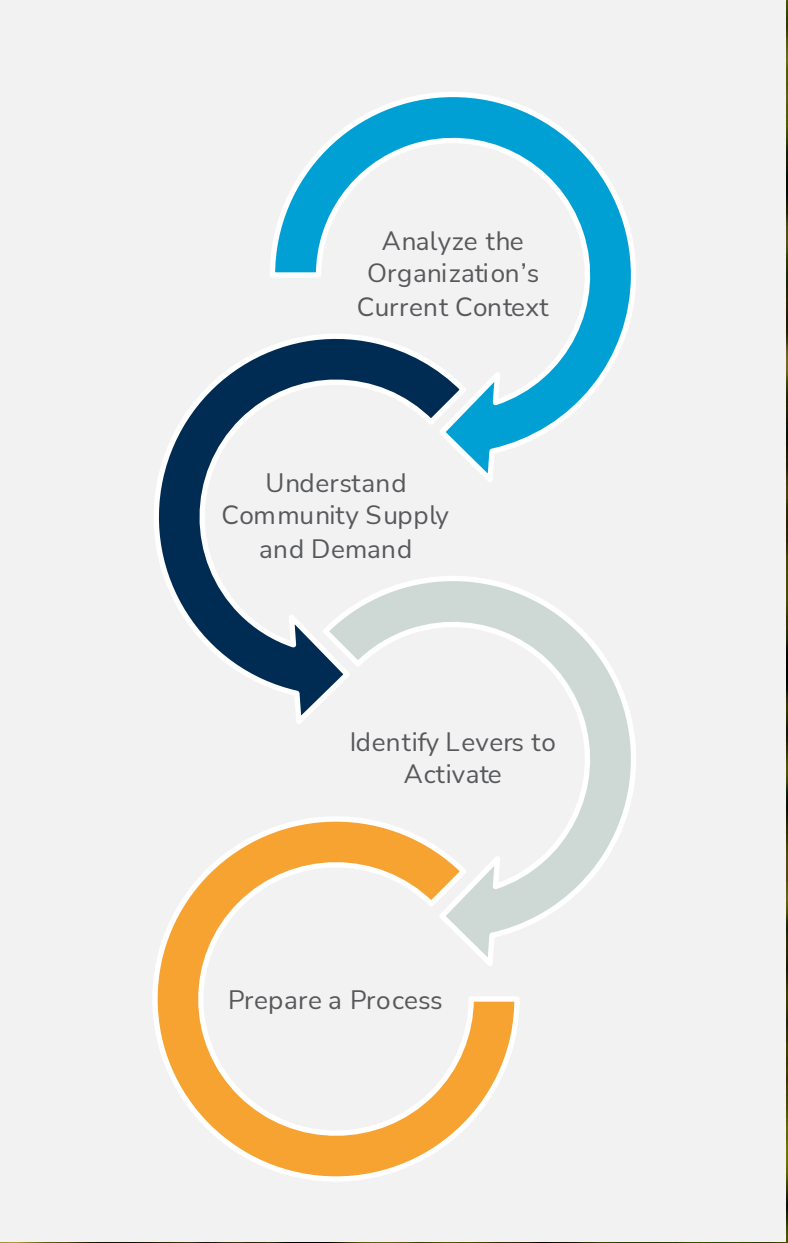 Analyze the
Organization’s
Current Context
Understand
Community Supply
and Demand
Identify Levers to
Activate
Prepare a Process